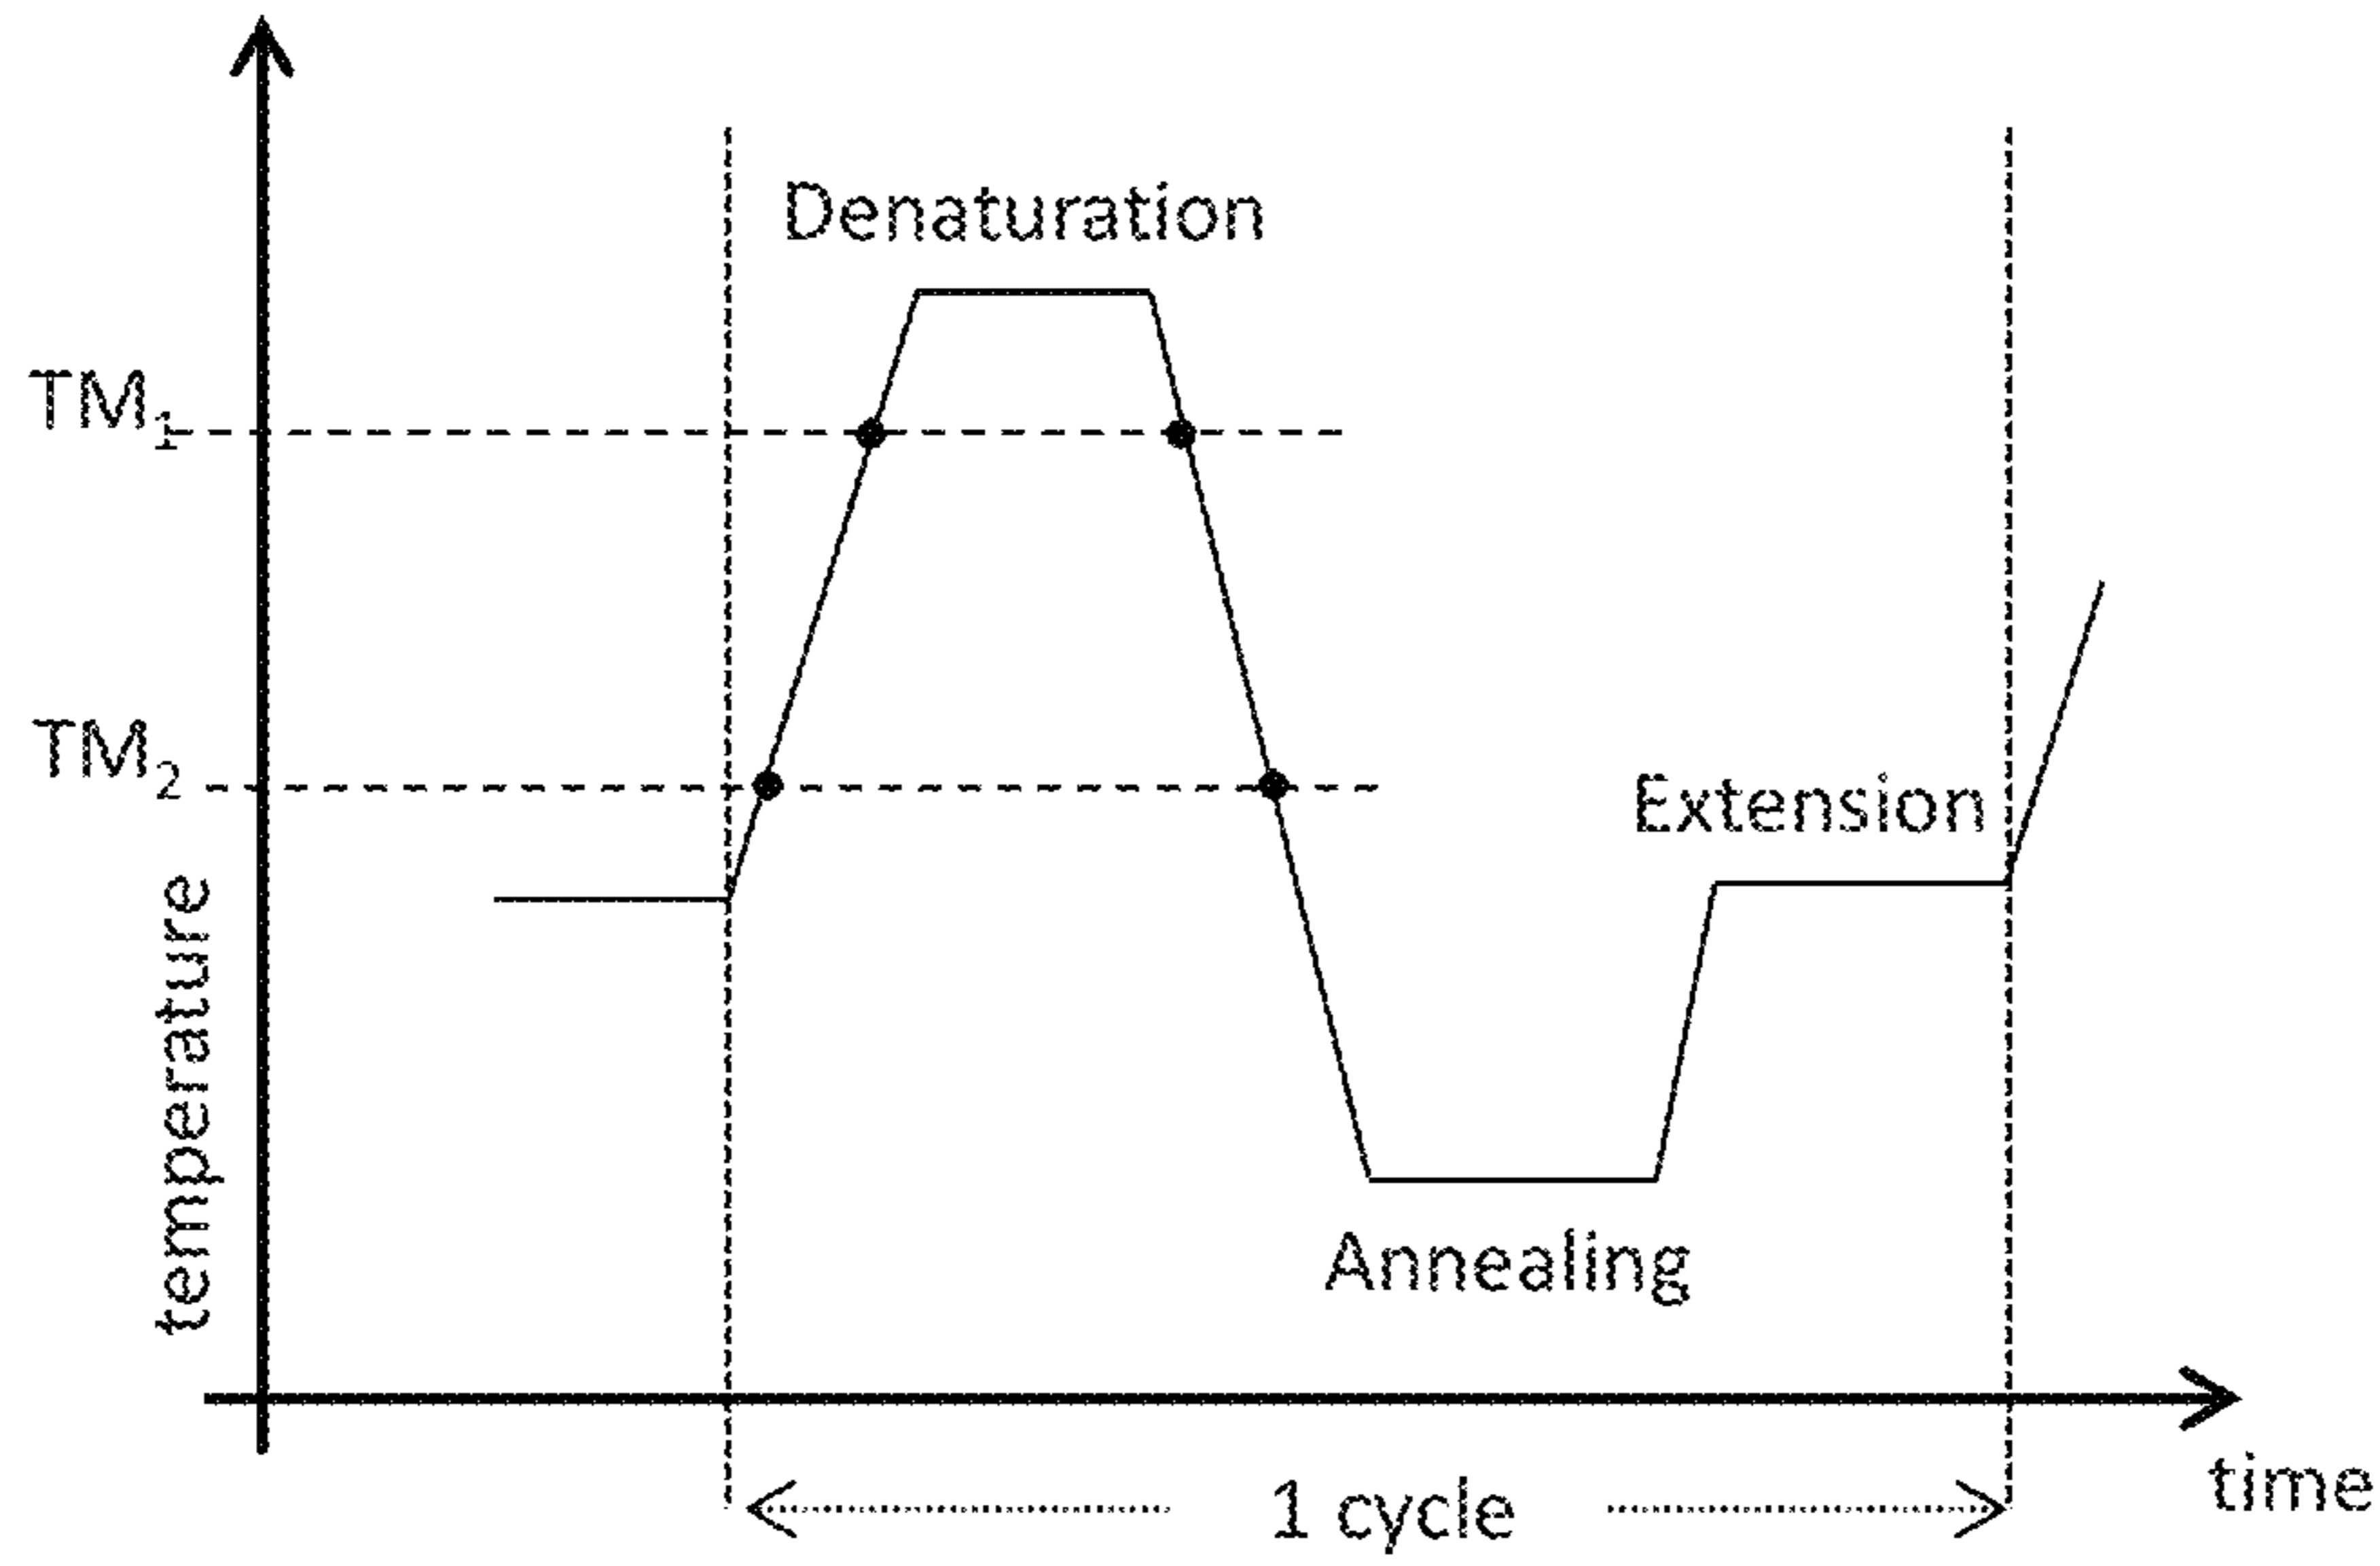 Denaturation
TM1
TM2
Extension
temperature
Annealing
time
1 cycle